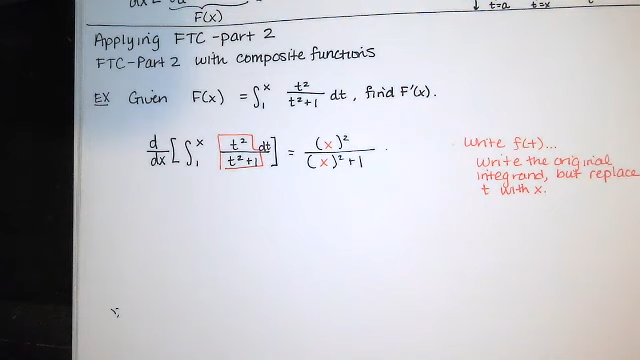 F(x)
t=a t=x
Applying FTC - part 2
FTC-Part 2 with composite functions
EX Given F(x) = ∫₁ˣ t²/(t²+1) dt, find F'(x).
d/dx [ ∫₁ˣ t²/(t²+1) dt ] = (x)²/((x)²+1)
Write f(t)...
Write the original
integrand, but replace
t with x.